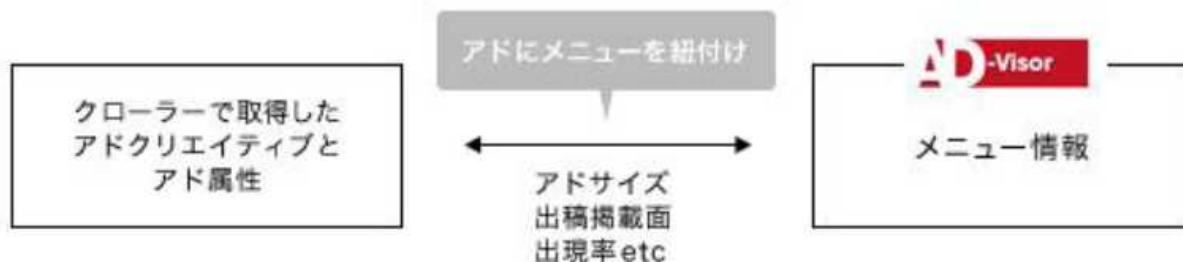 アドにメニューを紐付け
クローラーで取得した
アドクリエイティブと
アド属性
アドサイズ
出稿掲載面
出現率etc
AD-Visor
メニュー情報